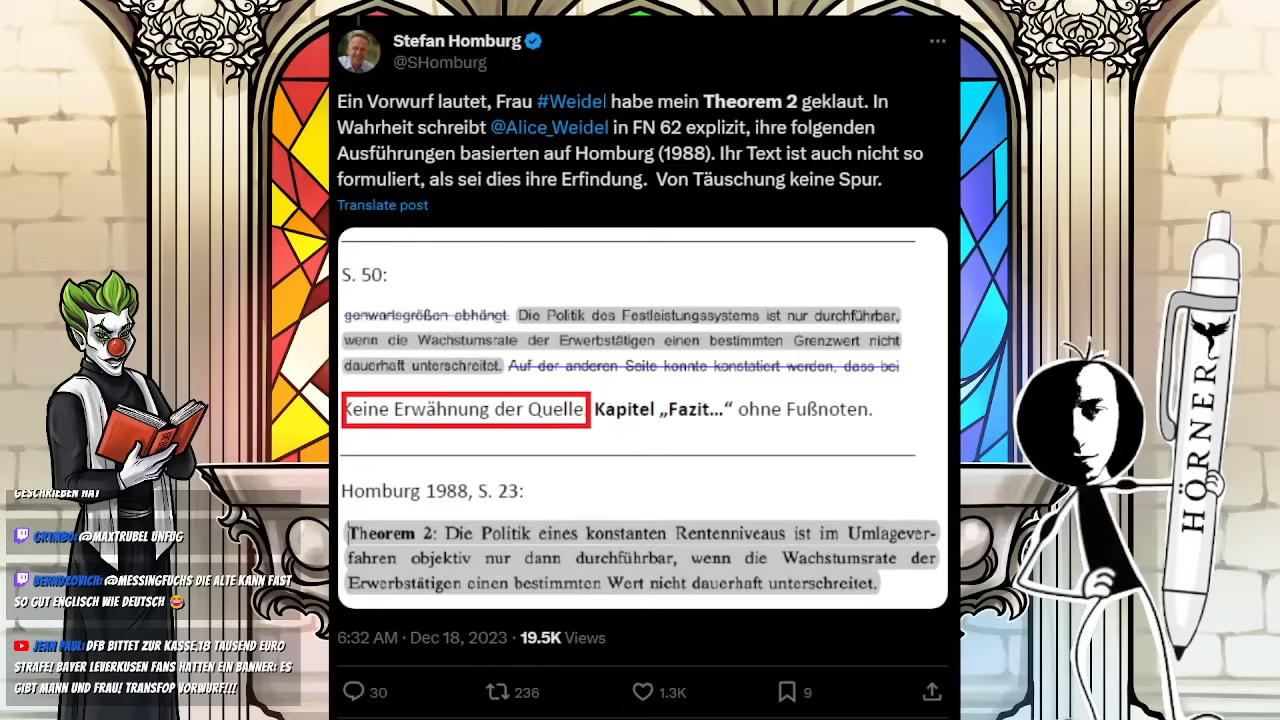 Stefan Homburg
@SHomburg
Ein Vorwurf lautet, Frau #Weidel habe mein Theorem 2 geklaut. In
Wahrheit schreibt @Alice_Weidel in FN 62 explizit, ihre folgenden
Ausführungen basierten auf Homburg (1988). Ihr Text ist auch nicht so
formuliert, als sei dies ihre Erfindung. Von Täuschung keine Spur.
Translate post
S. 50:
genwartsgrößen abhängt. Die Politik des Festleistungssystems ist nur durchführbar,
wenn die Wachstumsrate der Erwerbstätigen einen bestimmten Grenzwert nicht
dauerhaft unterschreitet. Auf der anderen Seite konnte konstatiert werden, dass bei
Keine Erwähnung der Quelle. Kapitel „Fazit...“ ohne Fußnoten.
Homburg 1988, S. 23:
Theorem 2: Die Politik eines konstanten Rentenniveaus ist im Umlagever-
fahren objektiv nur dann durchführbar, wenn die Wachstumsrate der
Erwerbstätigen einen bestimmten Wert nicht dauerhaft unterschreitet.
6:32 AM · Dec 18, 2023 · 19.5K Views
30 236 1.3K 9
GESCHRIEBEN HAT
@MAXTRUBEL UNFUG
BERNDXOVICH: @MESSINGFUCHS DIE ALTE KANN FAST
SO GUT ENGLISCH WIE DEUTSCH 😅
JEAN PAUL: DFB BITTET ZUR KASSE,18 TAUSEND EURO
STRAFE! BAYER LEVERKUSEN FANS HATTEN EIN BANNER: ES
GIBT MANN UND FRAU! TRANSFOP VORWURF!!!
HÖRNER